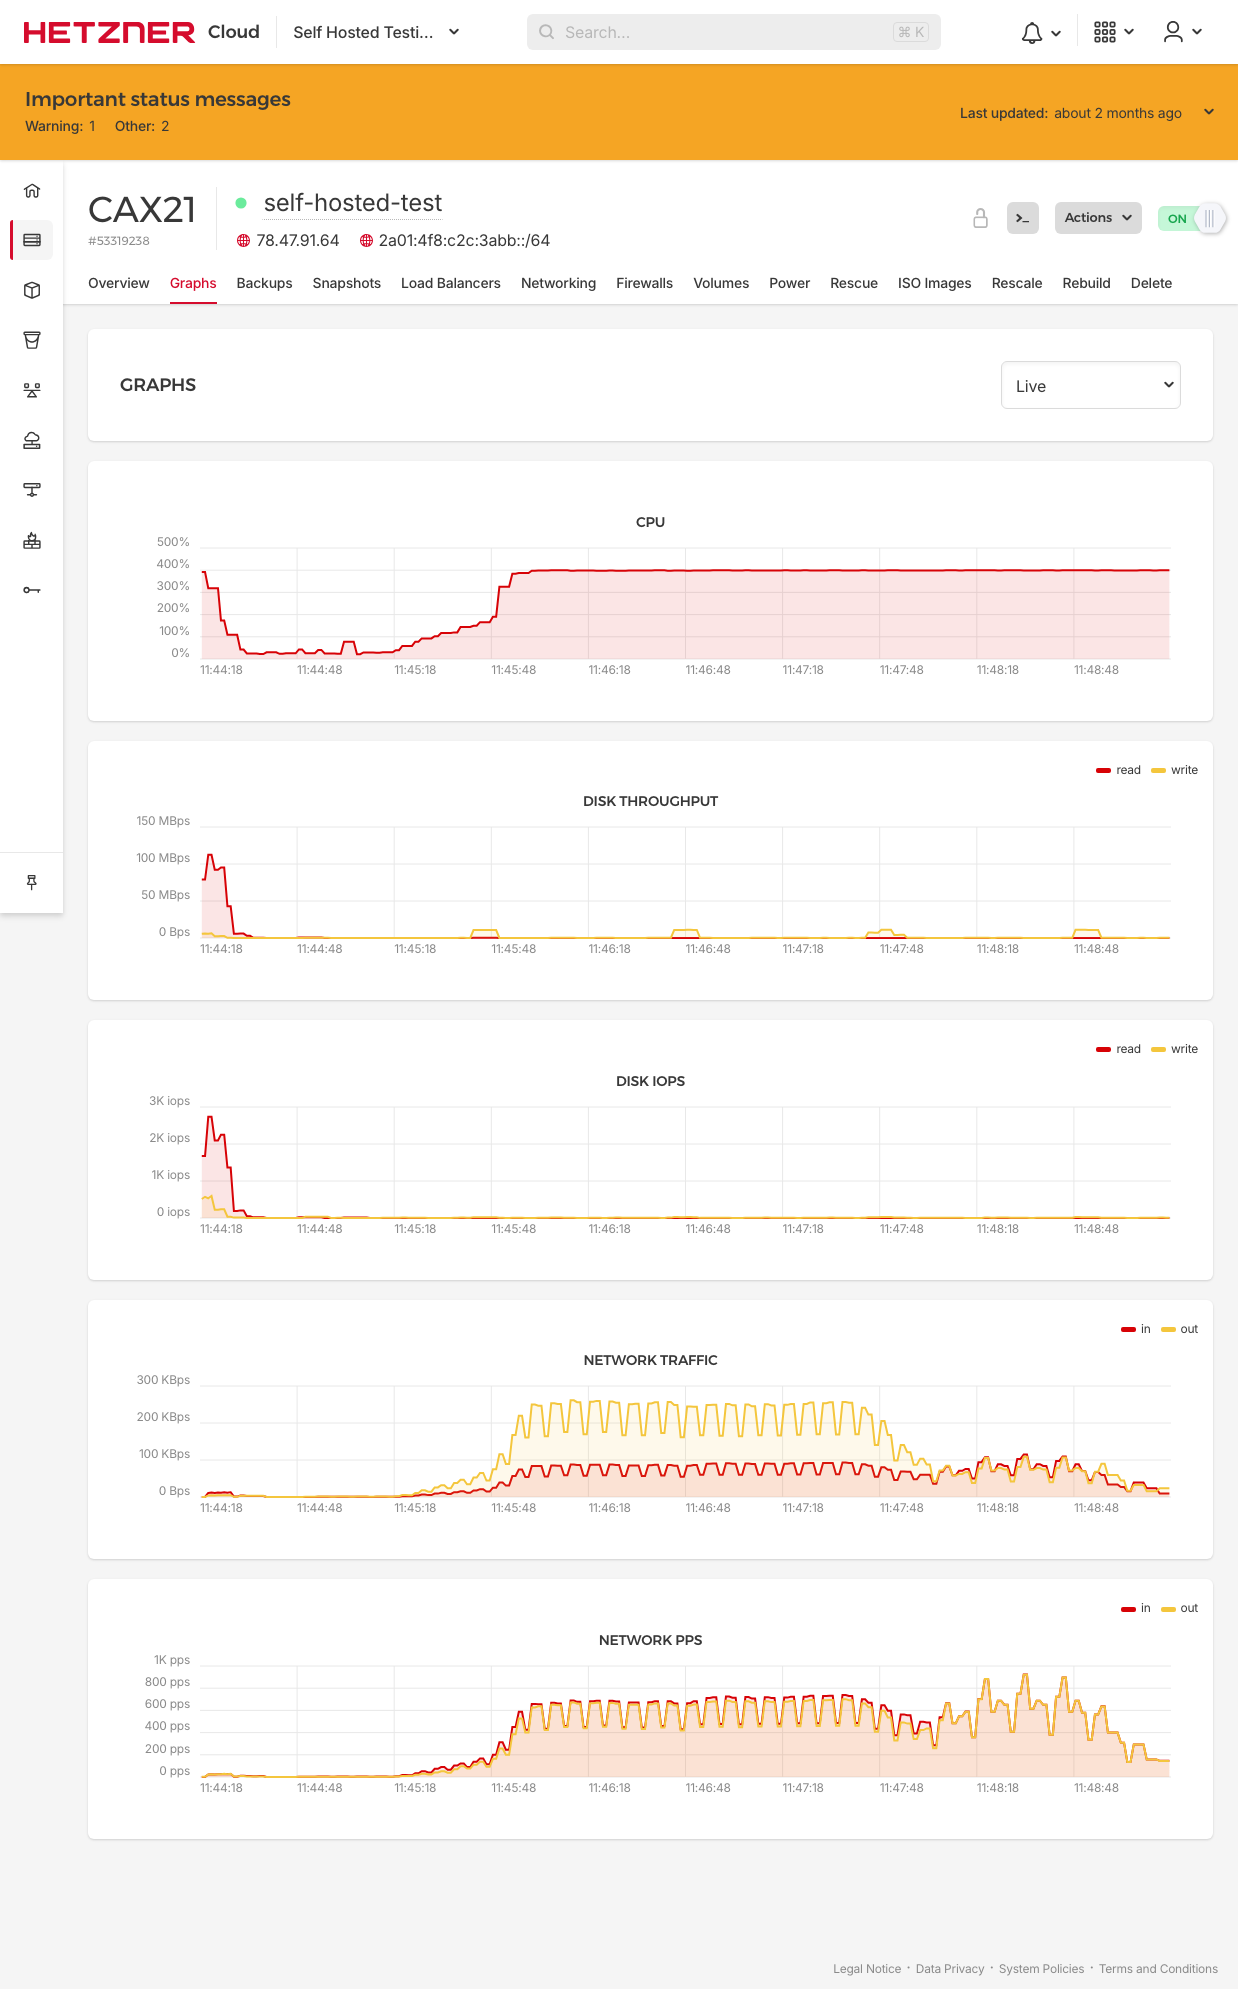 HETZNER Cloud Self Hosted Testi... Search... ⌘ K
Important status messages
Warning: 1 Other: 2
Last updated: about 2 months ago
CAX21
#53319238
self-hosted-test
78.47.91.64 2a01:4f8:c2c:3abb::/64
>_ Actions ON
Overview Graphs Backups Snapshots Load Balancers Networking Firewalls Volumes Power Rescue ISO Images Rescale Rebuild Delete
GRAPHS
Live
CPU
500%
400%
300%
200%
100%
0%
11:44:18 11:44:48 11:45:18 11:45:48 11:46:18 11:46:48 11:47:18 11:47:48 11:48:18 11:48:48
read write
DISK THROUGHPUT
150 MBps
100 MBps
50 MBps
0 Bps
11:44:18 11:44:48 11:45:18 11:45:48 11:46:18 11:46:48 11:47:18 11:47:48 11:48:18 11:48:48
read write
DISK IOPS
3K iops
2K iops
1K iops
0 iops
11:44:18 11:44:48 11:45:18 11:45:48 11:46:18 11:46:48 11:47:18 11:47:48 11:48:18 11:48:48
in out
NETWORK TRAFFIC
300 KBps
200 KBps
100 KBps
0 Bps
11:44:18 11:44:48 11:45:18 11:45:48 11:46:18 11:46:48 11:47:18 11:47:48 11:48:18 11:48:48
in out
NETWORK PPS
1K pps
800 pps
600 pps
400 pps
200 pps
0 pps
11:44:18 11:44:48 11:45:18 11:45:48 11:46:18 11:46:48 11:47:18 11:47:48 11:48:18 11:48:48
Legal Notice · Data Privacy · System Policies · Terms and Conditions